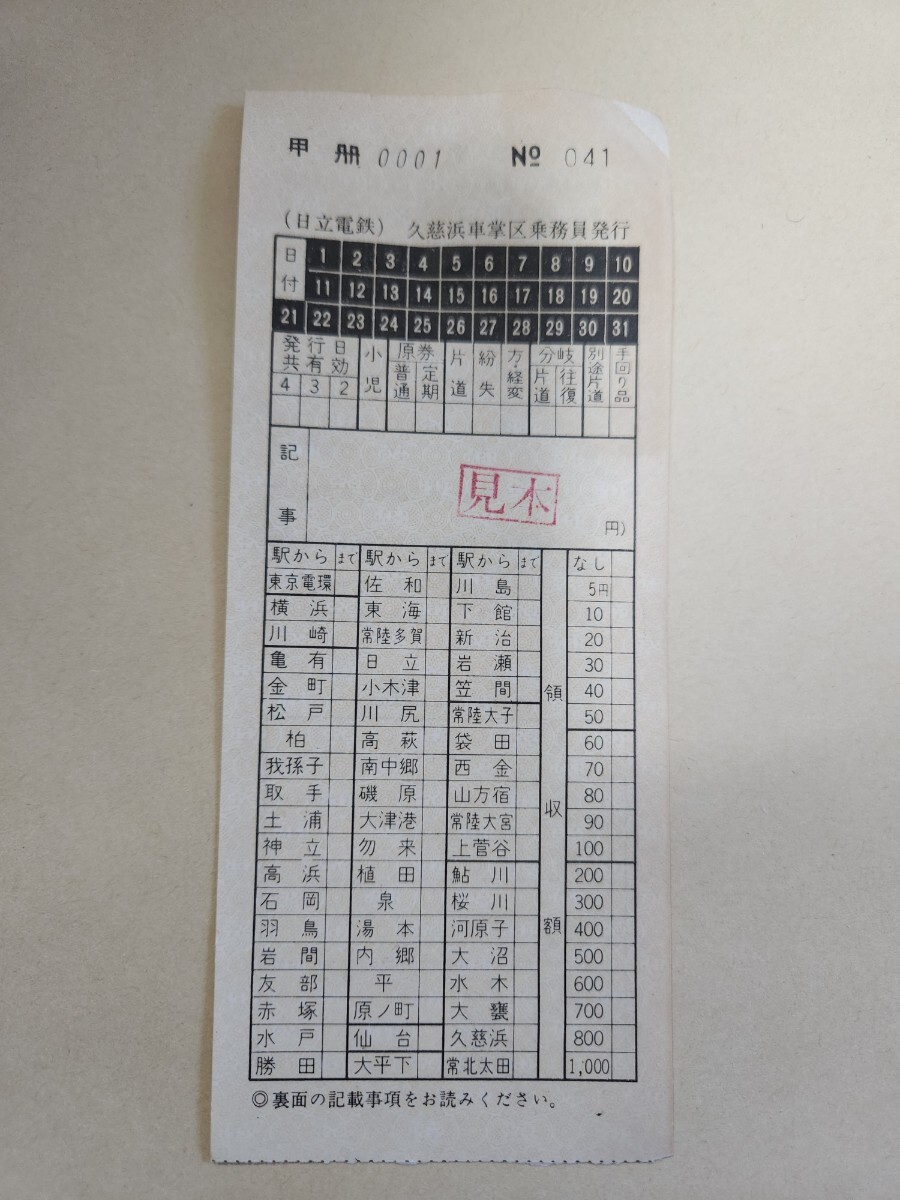 甲 册 0001 № 041
(日立電鉄) 久慈浜車掌区乗務員発行
日付 1 2 3 4 5 6 7 8 9 10
11 12 13 14 15 16 17 18 19 20
21 22 23 24 25 26 27 28 29 30 31
発行日共有効 4 3 2 小児 原券 普通 定期 片道 紛失 方・経変 分岐 片道 往復 別途片道 手回り品
記事 見本 円)
駅から まで 駅から まで 駅から まで 領収額 なし
東京電環 佐和 川島 5円
横浜 東海 下館 10
川崎 常陸多賀 新治 20
亀有 日立 岩瀬 30
金町 小木津 笠間 40
松戸 川尻 常陸大子 50
柏 高萩 袋田 60
我孫子 南中郷 西金 70
取手 磯原 山方宿 80
土浦 大津港 常陸大宮 90
神立 勿来 上菅谷 100
高浜 植田 鮎川 200
石岡 泉 桜川 300
羽鳥 湯本 河原子 400
岩間 内郷 大沼 500
友部 平 水木 600
赤塚 原ノ町 大甕 700
水戸 仙台 久慈浜 800
勝田 大平下 常北太田 1,000
◎裏面の記載事項をお読みください。